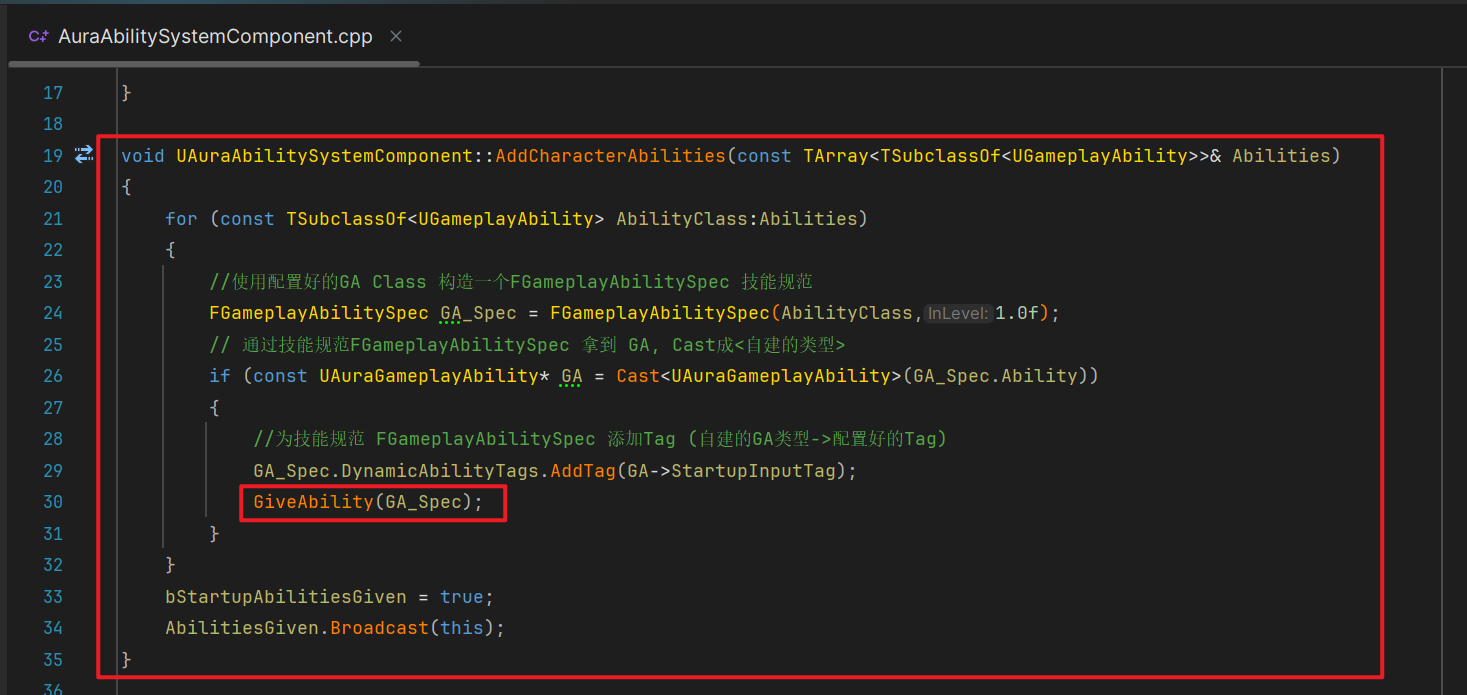 C++ AuraAbilitySystemComponent.cpp ×
17 }
18
19 void UAuraAbilitySystemComponent::AddCharacterAbilities(const TArray<TSubclassOf<UGameplayAbility>>& Abilities)
20 {
21 for (const TSubclassOf<UGameplayAbility> AbilityClass:Abilities)
22 {
23 //使用配置好的GA Class 构造一个FGameplayAbilitySpec 技能规范
24 FGameplayAbilitySpec GA_Spec = FGameplayAbilitySpec(AbilityClass, InLevel: 1.0f);
25 // 通过技能规范FGameplayAbilitySpec 拿到 GA, Cast成<自建的类型>
26 if (const UAuraGameplayAbility* GA = Cast<UAuraGameplayAbility>(GA_Spec.Ability))
27 {
28 //为技能规范 FGameplayAbilitySpec 添加Tag (自建的GA类型->配置好的Tag)
29 GA_Spec.DynamicAbilityTags.AddTag(GA->StartupInputTag);
30 GiveAbility(GA_Spec);
31 }
32 }
33 bStartupAbilitiesGiven = true;
34 AbilitiesGiven.Broadcast(this);
35 }
36